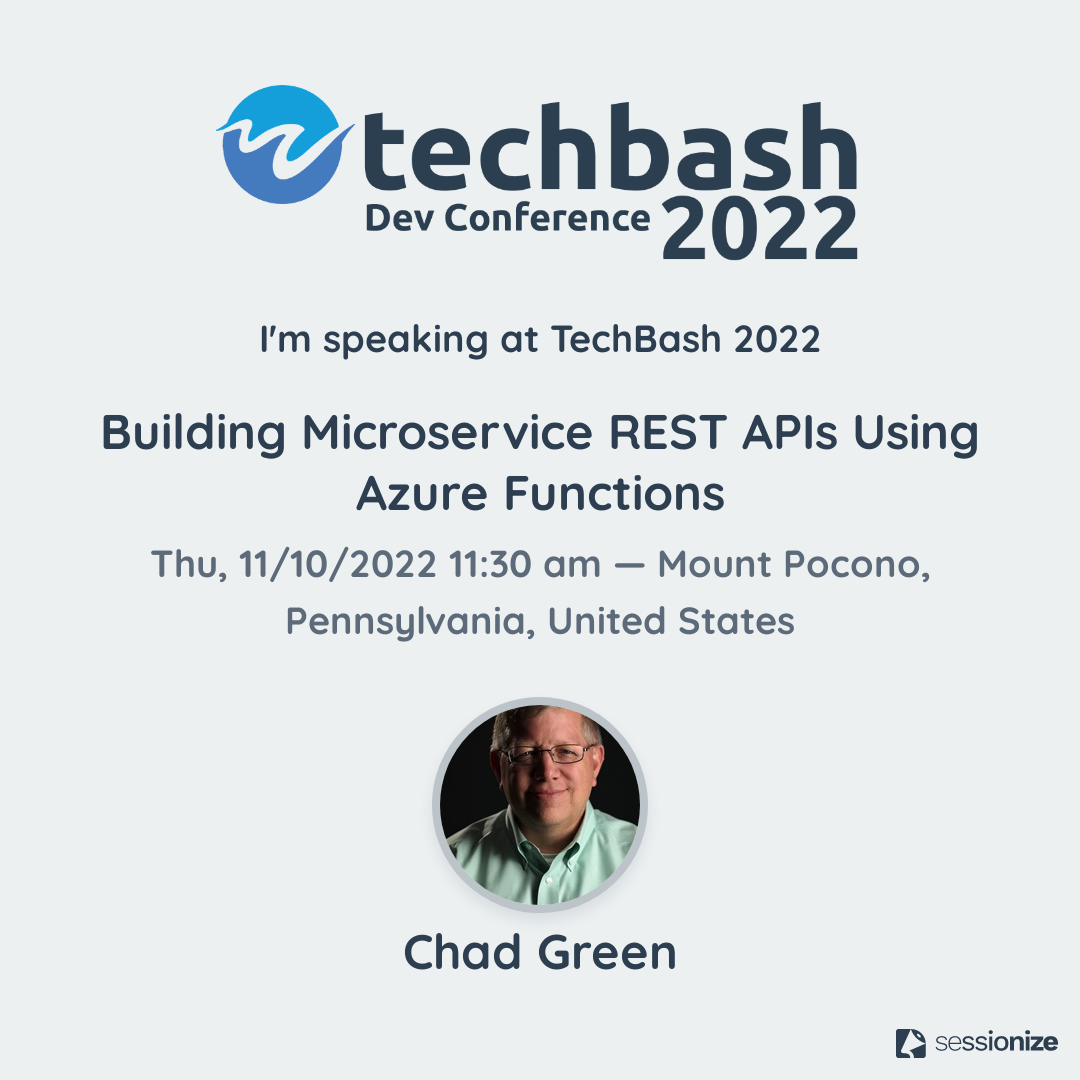 techbash
Dev Conference 2022
I'm speaking at TechBash 2022
Building Microservice REST APIs Using
Azure Functions
Thu, 11/10/2022 11:30 am — Mount Pocono,
Pennsylvania, United States
Chad Green
sessionize